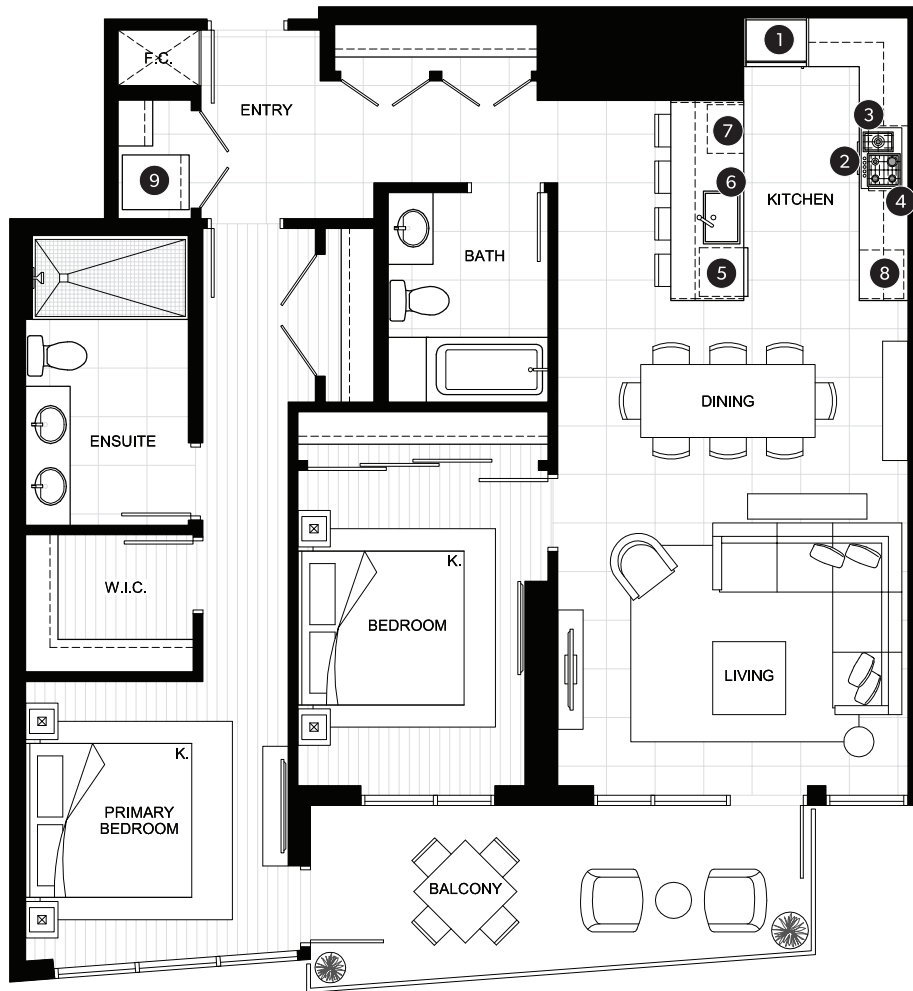 F.C.
ENTRY
1
3
2
4
7
6
5
8
9
KITCHEN
BATH
DINING
ENSUITE
W.I.C.
K.
BEDROOM
LIVING
K.
PRIMARY
BEDROOM
BALCONY